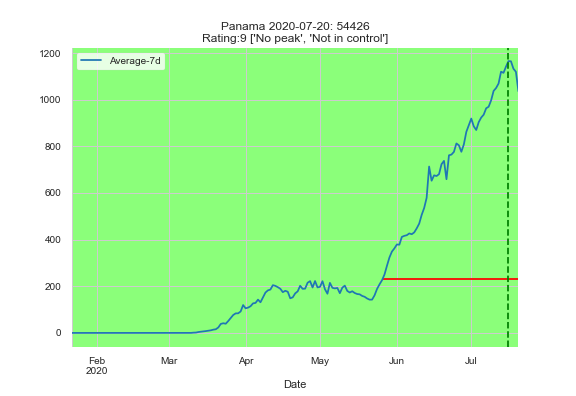 Panama 2020-07-20: 54426
Rating:9 ['No peak', 'Not in control']
Average-7d
1200
1000
800
600
400
200
0
Feb
2020
Mar
Apr
May
Jun
Jul
Date